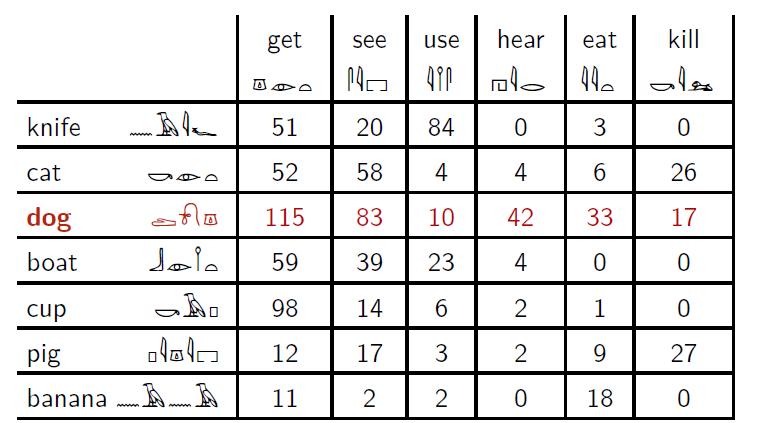 get see use hear eat kill
knife 51 20 84 0 3 0
cat 52 58 4 4 6 26
dog 115 83 10 42 33 17
boat 59 39 23 4 0 0
cup 98 14 6 2 1 0
pig 12 17 3 2 9 27
banana 11 2 2 0 18 0